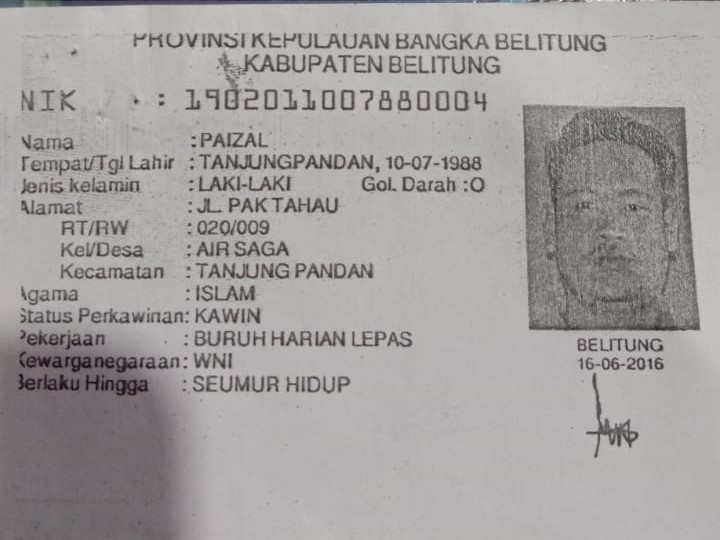 PROVINSI KEPULAUAN BANGKA BELITUNG
KABUPATEN BELITUNG
NIK : 1902011007880004
Nama : PAIZAL
Tempat/Tgl Lahir : TANJUNGPANDAN, 10-07-1988
Jenis kelamin : LAKI-LAKI Gol. Darah : O
Alamat : JL. PAK TAHAU
RT/RW : 020/009
Kel/Desa : AIR SAGA
Kecamatan : TANJUNG PANDAN
Agama : ISLAM
Status Perkawinan: KAWIN
Pekerjaan : BURUH HARIAN LEPAS
Kewarganegaraan: WNI
Berlaku Hingga : SEUMUR HIDUP
BELITUNG
16-06-2016